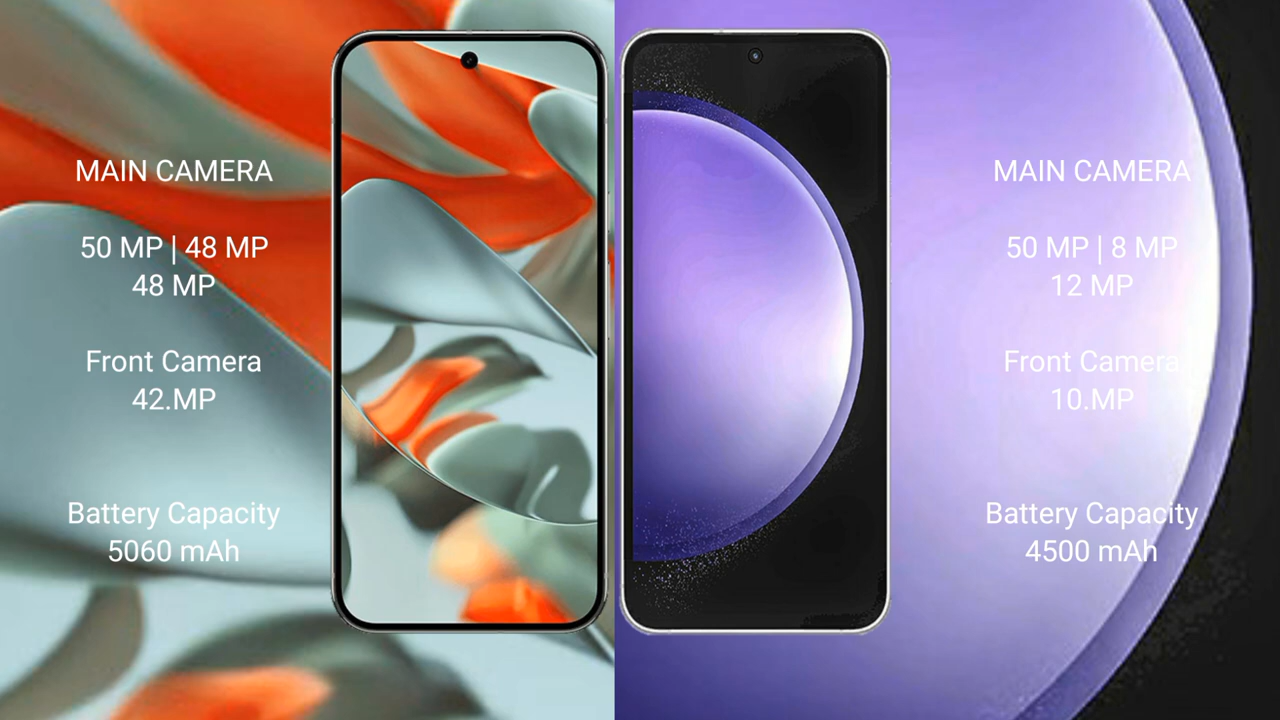 MAIN CAMERA
50 MP | 48 MP
48 MP
Front Camera
42.MP
Battery Capacity
5060 mAh
MAIN CAMERA
50 MP | 8 MP
12 MP
Front Camera
10.MP
Battery Capacity
4500 mAh